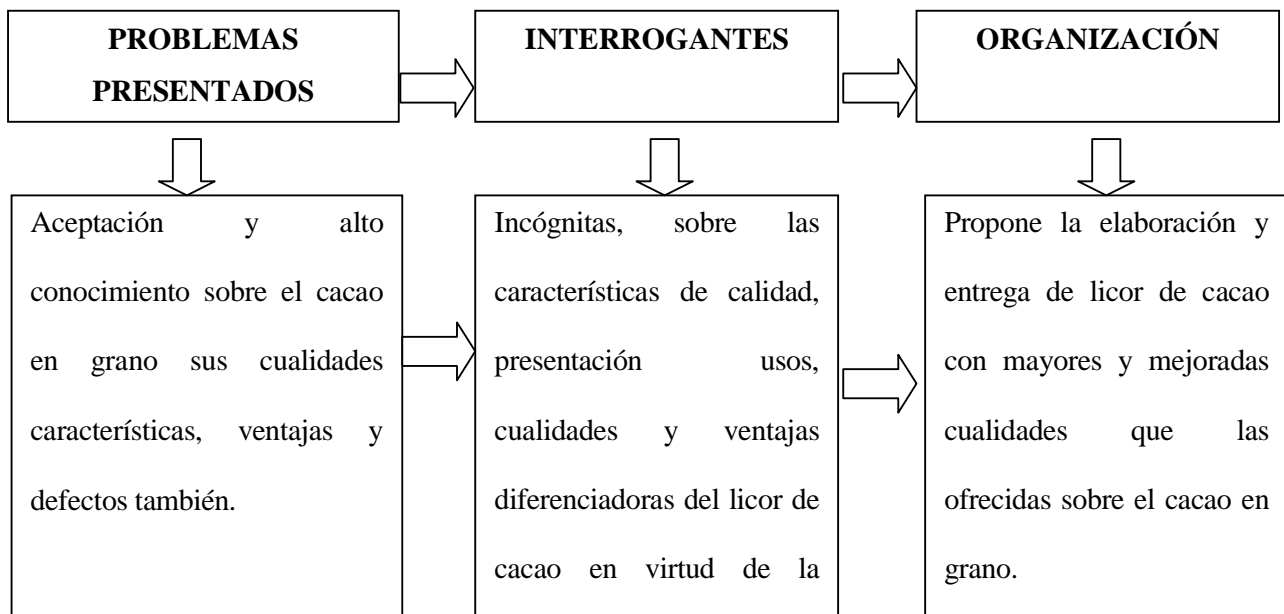 PROBLEMAS
PRESENTADOS
INTERROGANTES
ORGANIZACIÓN
Aceptación y alto
conocimiento sobre el cacao
en grano sus cualidades
características, ventajas y
defectos también.
Incógnitas, sobre las
características de calidad,
presentación usos,
cualidades y ventajas
diferenciadoras del licor de
cacao en virtud de la
Propone la elaboración y
entrega de licor de cacao
con mayores y mejoradas
cualidades que las
ofrecidas sobre el cacao en
grano.